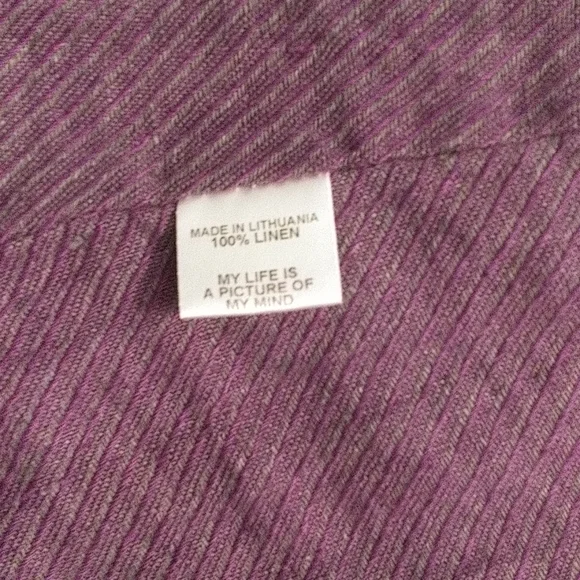 MADE IN LITHUANIA
100% LINEN
MY LIFE IS
A PICTURE OF
MY MIND